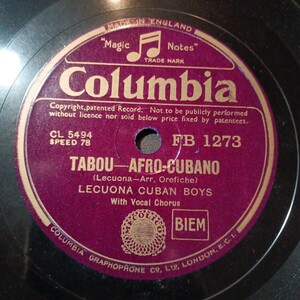 MADE IN ENGLAND
"Magic Notes"
TRADE MARK
Columbia
Copyright, patented Record. Not to be publicly performed
without licence nor sold below price fixed by patentees.
CL 5494
SPEED 78
FB 1273
TABOU—AFRO-CUBANO
(Lecuona—Arr. Orefiche)
LECUONA CUBAN BOYS
With Vocal Chorus
BIEM
COLUMBIA GRAPHOPHONE CO., LTD. LONDON, E.C.1.